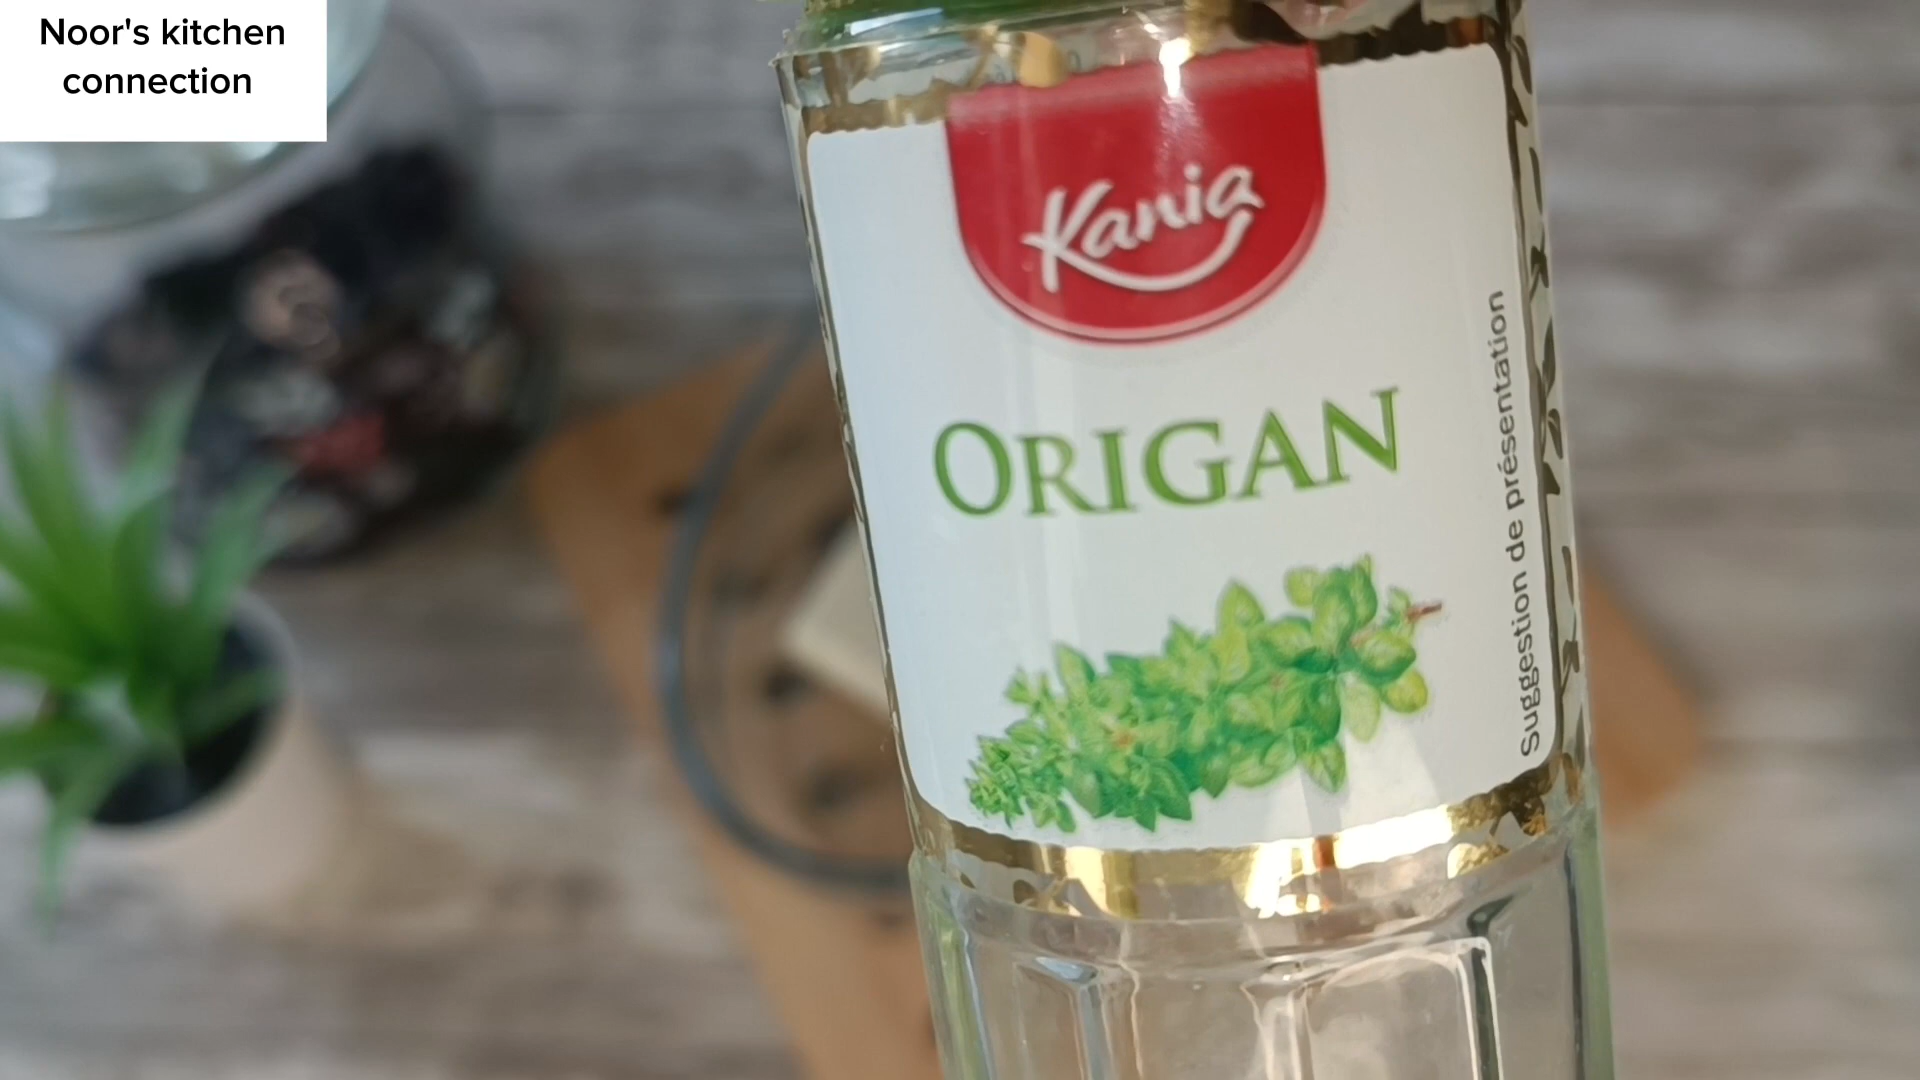 Noor's kitchen
connection
Kania
ORIGAN
Suggestion de présentation